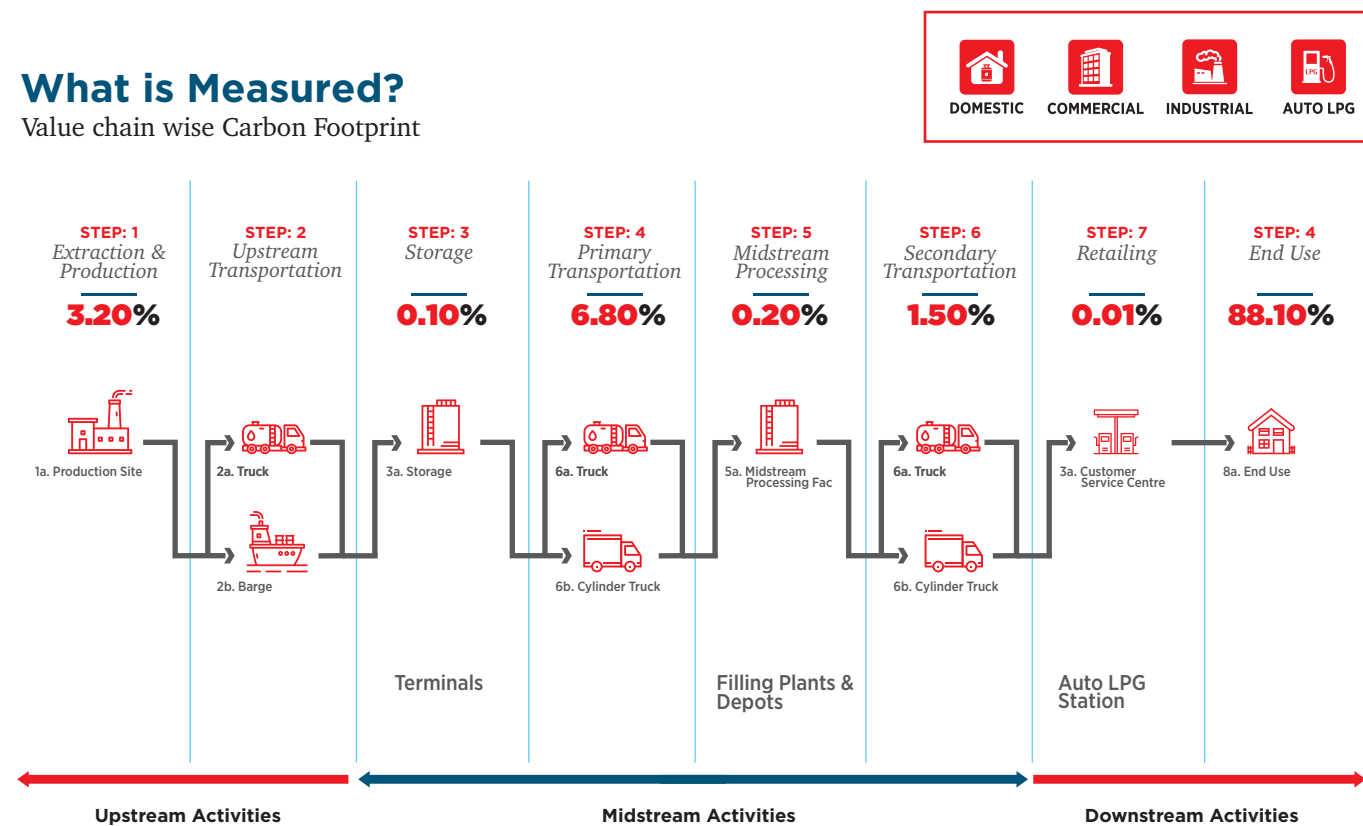 What is Measured?
Value chain wise Carbon Footprint
DOMESTIC
COMMERCIAL
INDUSTRIAL
LPG
AUTO LPG
STEP: 1
Extraction &
Production
3.20%
STEP: 2
Upstream
Transportation
STEP: 3
Storage
0.10%
STEP: 4
Primary
Transportation
6.80%
STEP: 5
Midstream
Processing
0.20%
STEP: 6
Secondary
Transportation
1.50%
STEP: 7
Retailing
0.01%
STEP: 4
End Use
88.10%
1a. Production Site
2a. Truck
2b. Barge
3a. Storage
6a. Truck
6b. Cylinder Truck
5a. Midstream
Processing Fac
6a. Truck
6b. Cylinder Truck
3a. Customer
Service Centre
8a. End Use
Terminals
Filling Plants &
Depots
Auto LPG
Station
Upstream Activities
Midstream Activities
Downstream Activities